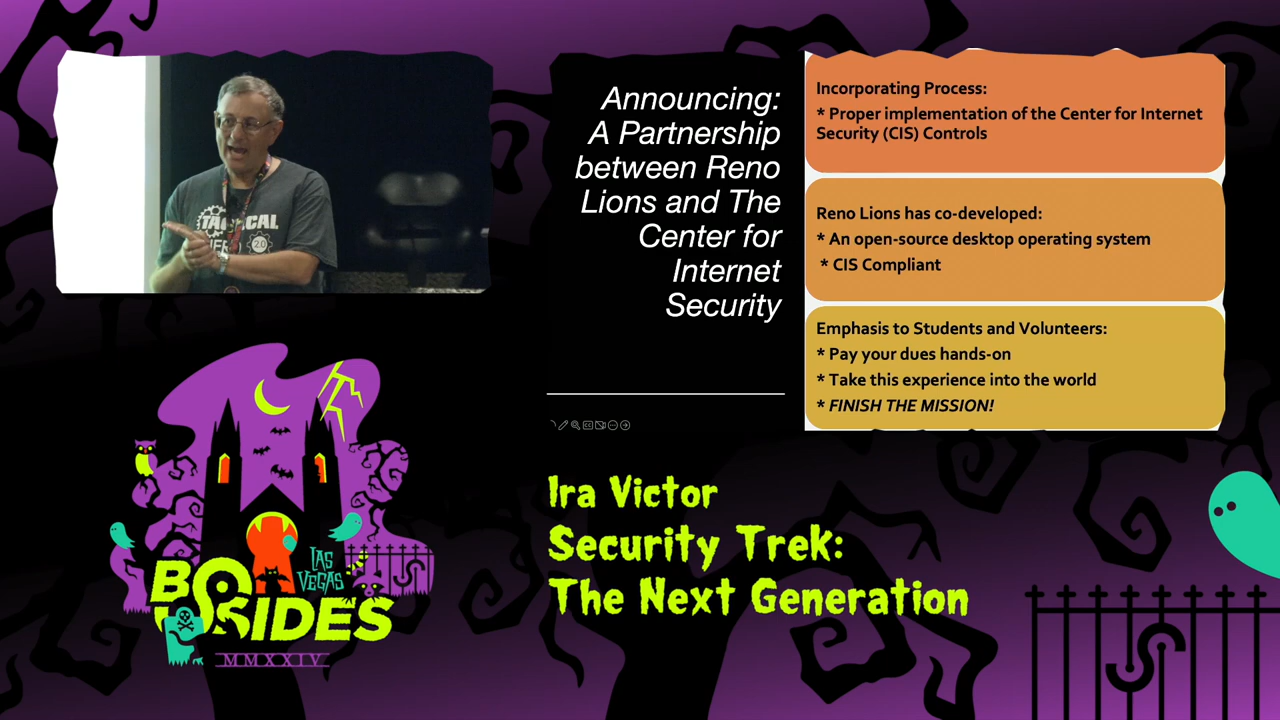 TACTICAL
2.0
Announcing:
A Partnership
between Reno
Lions and The
Center for
Internet
Security
Incorporating Process:
* Proper implementation of the Center for Internet
Security (CIS) Controls
Reno Lions has co-developed:
* An open-source desktop operating system
* CIS Compliant
Emphasis to Students and Volunteers:
* Pay your dues hands-on
* Take this experience into the world
* FINISH THE MISSION!
LAS
VEGAS
BSIDES
MMXXIV
Ira Victor
Security Trek:
The Next Generation